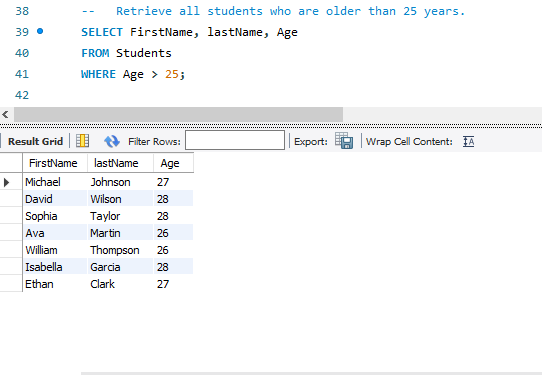 38 -- Retrieve all students who are older than 25 years.
39 SELECT FirstName, lastName, Age
40 FROM Students
41 WHERE Age > 25;
42
Result Grid Filter Rows: Export: Wrap Cell Content:
FirstName lastName Age
Michael Johnson 27
David Wilson 28
Sophia Taylor 28
Ava Martin 26
William Thompson 26
Isabella Garcia 28
Ethan Clark 27